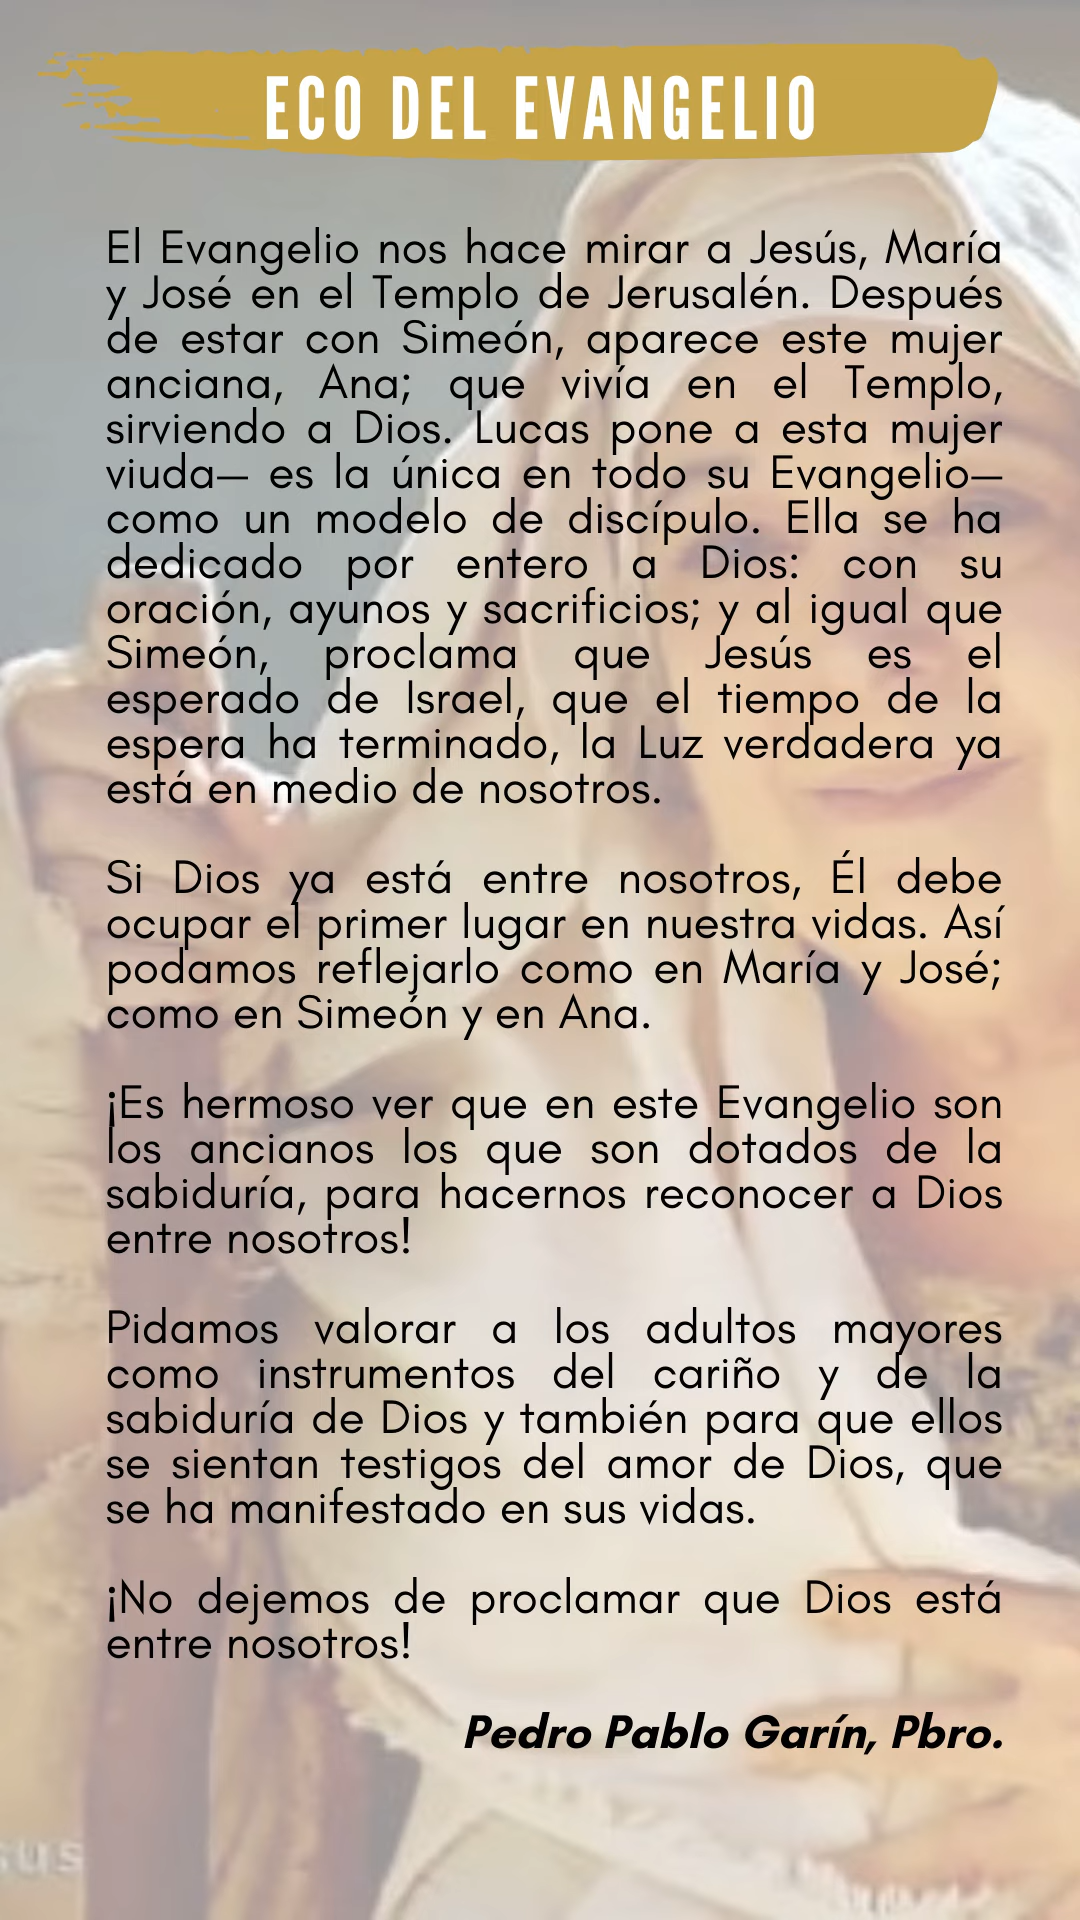 ECO DEL EVANGELIO
El Evangelio nos hace mirar a Jesús, María
y José en el Templo de Jerusalén. Después
de estar con Simeón, aparece este mujer
anciana, Ana; que vivía en el Templo,
sirviendo a Dios. Lucas pone a esta mujer
viuda— es la única en todo su Evangelio—
como un modelo de discípulo. Ella se ha
dedicado por entero a Dios: con su
oración, ayunos y sacrificios; y al igual que
Simeón, proclama que Jesús es el
esperado de Israel, que el tiempo de la
espera ha terminado, la Luz verdadera ya
está en medio de nosotros.
Si Dios ya está entre nosotros, Él debe
ocupar el primer lugar en nuestra vidas. Así
podamos reflejarlo como en María y José;
como en Simeón y en Ana.
¡Es hermoso ver que en este Evangelio son
los ancianos los que son dotados de la
sabiduría, para hacernos reconocer a Dios
entre nosotros!
Pidamos valorar a los adultos mayores
como instrumentos del cariño y de la
sabiduría de Dios y también para que ellos
se sientan testigos del amor de Dios, que
se ha manifestado en sus vidas.
¡No dejemos de proclamar que Dios está
entre nosotros!
Pedro Pablo Garín, Pbro.